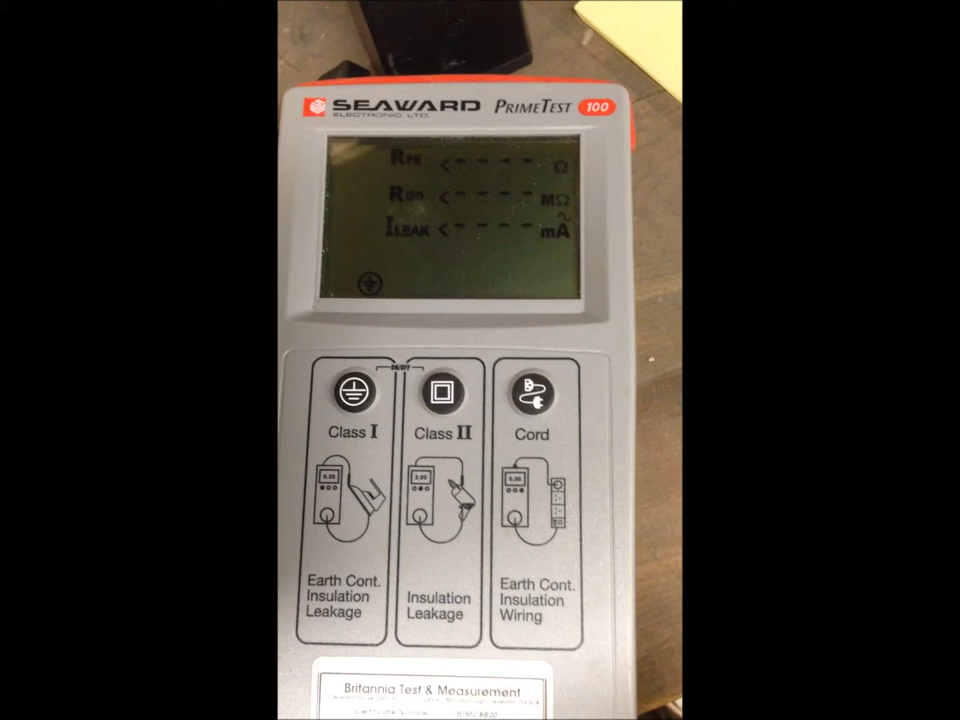 SEAWARD PRIMETEST 100
ELECTRONIC LTD.
RPE <---- Ω
RISO <---- MΩ
ILEAK <---- mA
ON/OFF
Class I Class II Cord
Earth Cont. Insulation Earth Cont.
Insulation Leakage Insulation
Leakage Wiring
Britannia Test & Measurement